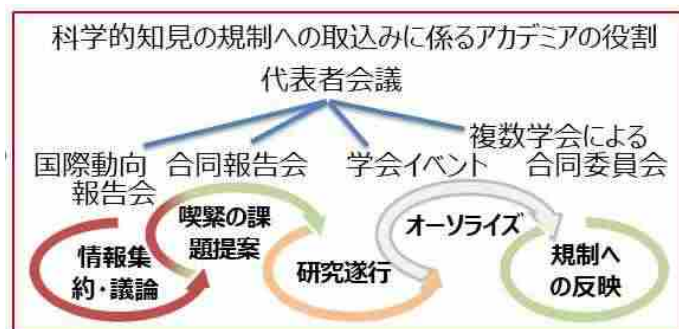 科学的知見の規制への取込みに係るアカデミアの役割
代表者会議
国際動向
報告会
合同報告会
学会イベント
複数学会による
合同委員会
情報集
約・議論
喫緊の課
題提案
研究遂行
オーソライズ
規制へ
の反映